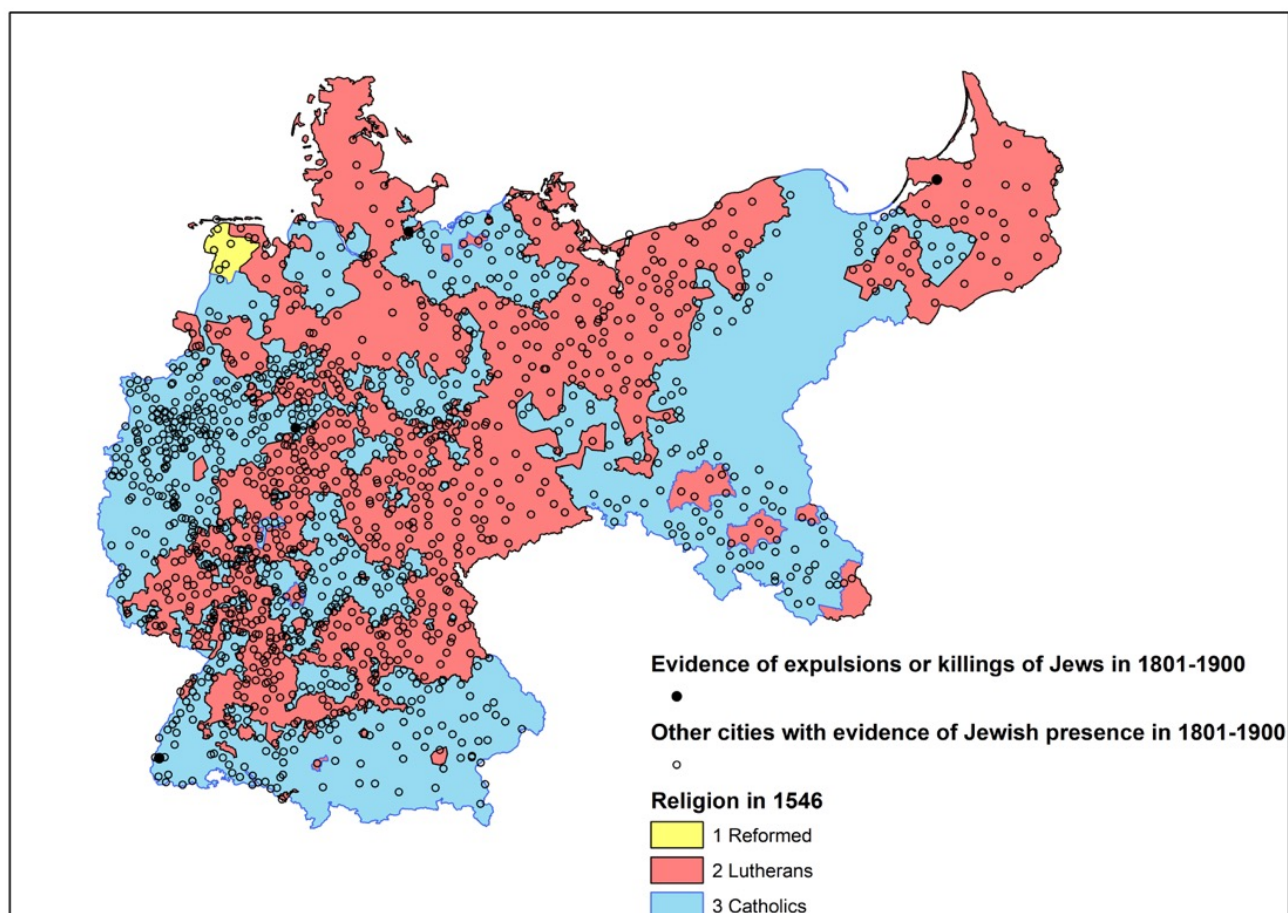 Evidence of expulsions or killings of Jews in 1801-1900
Other cities with evidence of Jewish presence in 1801-1900
Religion in 1546
1 Reformed
2 Lutherans
3 Catholics